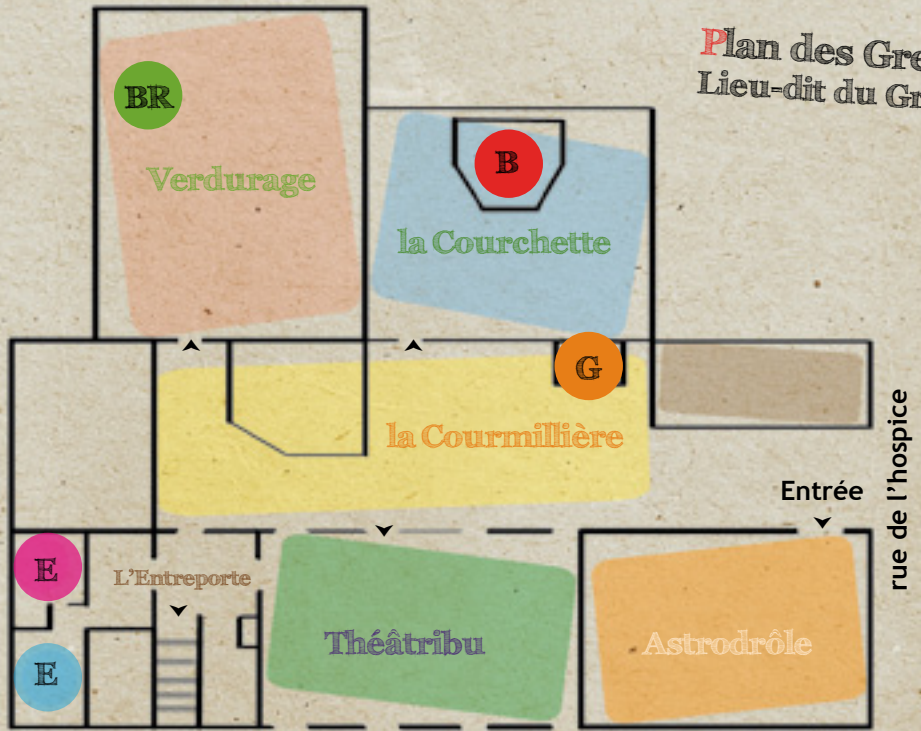 Plan des Gre
Lieu-dit du Gr
BR
Verdurage
B
la Courchette
G
la Courmillière
Entrée
rue de l'hospice
E
L'Entreporte
E
Théâtribu
Astrodrôle